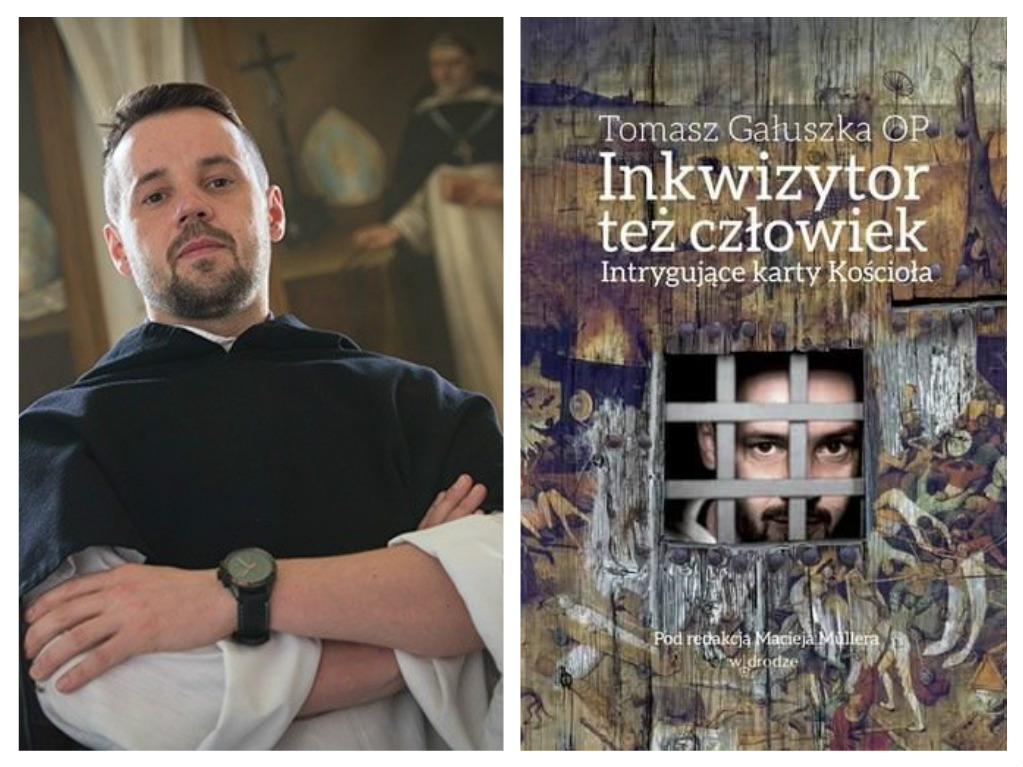 Tomasz Gałuszka OP
Inkwizytor
też człowiek
Intrygujące karty Kościoła
Pod redakcją Macieja Müllera
w drodze